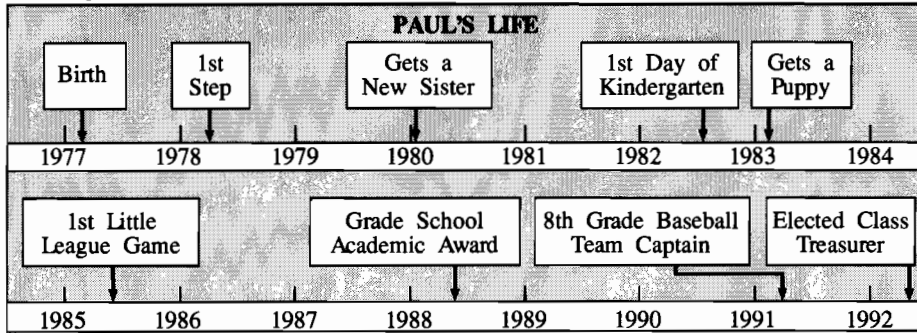 PAUL'S LIFE
Birth
1st
Step
Gets a
New Sister
1st Day of
Kindergarten
Gets a
Puppy
1977 1978 1979 1980 1981 1982 1983 1984
1st Little
League Game
Grade School
Academic Award
8th Grade Baseball
Team Captain
Elected Class
Treasurer
1985 1986 1987 1988 1989 1990 1991 1992